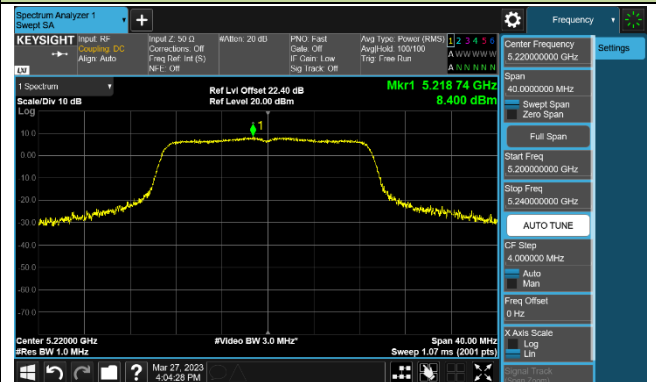 Spectrum Analyzer 1
Swept SA
+
Frequency
KEYSIGHT
Input: RF
Coupling: DC
Align: Auto
Input Z: 50 Ω
Corrections: Off
Freq Ref: Int (S)
NFE: Off
#Atten: 20 dB
PNO: Fast
Gate: Off
IF Gain: Low
Sig Track: Off
Avg Type: Power (RMS)
Avg|Hold: 100/100
Trig: Free Run
1 2 3 4 5 6
A W W W W W
A N N N N N
LXI
Center Frequency
5.220000000 GHz
Settings
Span
40.0000000 MHz
Swept Span
Zero Span
Full Span
Start Freq
5.200000000 GHz
Stop Freq
5.240000000 GHz
AUTO TUNE
CF Step
4.000000 MHz
Auto
Man
Freq Offset
0 Hz
X Axis Scale
Log
Lin
Signal Track
(Span Zoom)
1 Spectrum
Scale/Div 10 dB
Log
Ref Lvl Offset 22.40 dB
Ref Level 20.00 dBm
Mkr1 5.218 74 GHz
8.400 dBm
1
10.0
0.00
-10.0
-20.0
-30.0
-40.0
-50.0
-60.0
-70.0
Center 5.22000 GHz
#Res BW 1.0 MHz
#Video BW 3.0 MHz*
Span 40.00 MHz
Sweep 1.07 ms (2001 pts)
?
Mar 27, 2023
4:04:28 PM